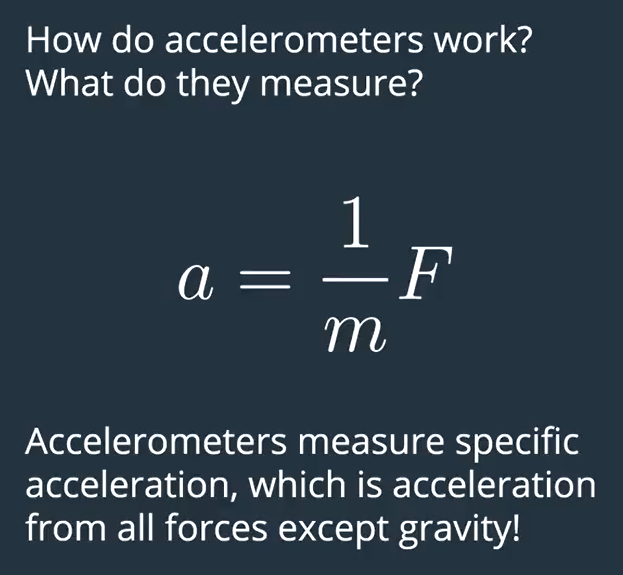 How do accelerometers work?
What do they measure?
a = \frac{1}{m} F
Accelerometers measure specific
acceleration, which is acceleration
from all forces except gravity!